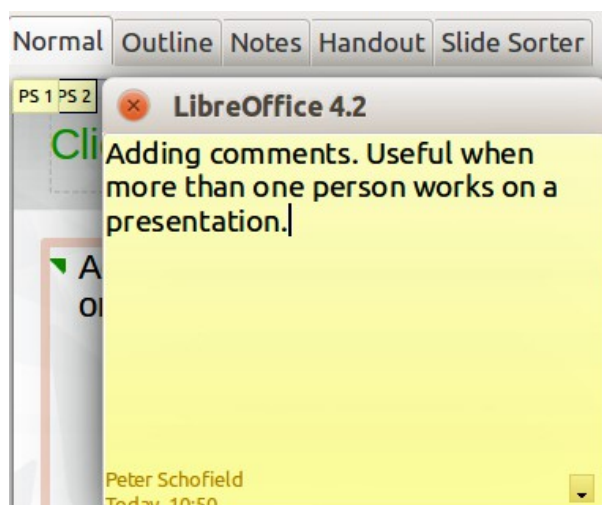 Normal Outline Notes Handout Slide Sorter
PS 1 PS 2
LibreOffice 4.2
Cli
Adding comments. Useful when
more than one person works on a
presentation.
A
Peter Schofield
Today, 10:50